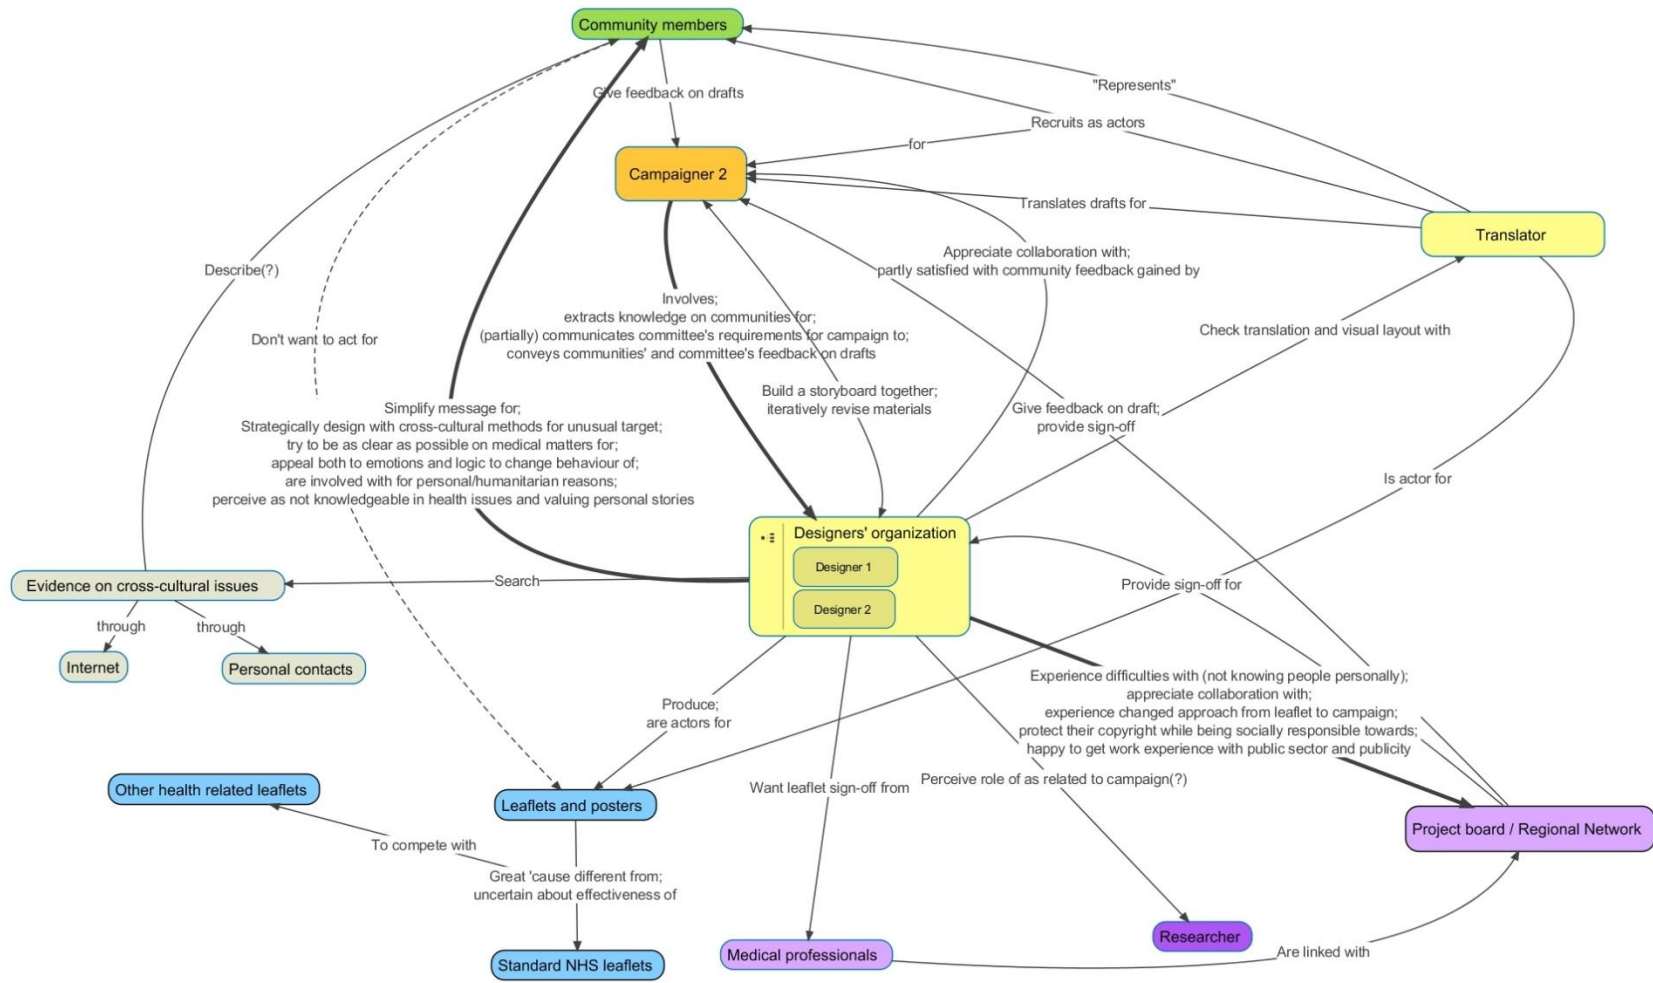 Community members
"Represents"
Give feedback on drafts
Recruits as actors
for
Campaigner 2
Translates drafts for
Translator
Appreciate collaboration with;
partly satisfied with community feedback gained by
Describe(?)
Involves;
extracts knowledge on communities for;
(partially) communicates committee's requirements for campaign to;
conveys communities' and committee's feedback on drafts
Check translation and visual layout with
Don't want to act for
Build a storyboard together;
iteratively revise materials
Give feedback on draft;
provide sign-off
Simplify message for;
Strategically design with cross-cultural methods for unusual target;
try to be as clear as possible on medical matters for;
appeal both to emotions and logic to change behaviour of;
are involved with for personal/humanitarian reasons;
perceive as not knowledgeable in health issues and valuing personal stories
Is actor for
Designers' organization
Designer 1
Designer 2
Evidence on cross-cultural issues
Search
Provide sign-off for
through
through
Internet
Personal contacts
Experience difficulties with (not knowing people personally);
appreciate collaboration with;
experience changed approach from leaflet to campaign;
protect their copyright while being socially responsible towards;
happy to get work experience with public sector and publicity
Produce;
are actors for
Perceive role of as related to campaign(?)
Want leaflet sign-off from
Other health related leaflets
Leaflets and posters
Project board / Regional Network
To compete with
Great 'cause different from;
uncertain about effectiveness of
Researcher
Standard NHS leaflets
Medical professionals
Are linked with